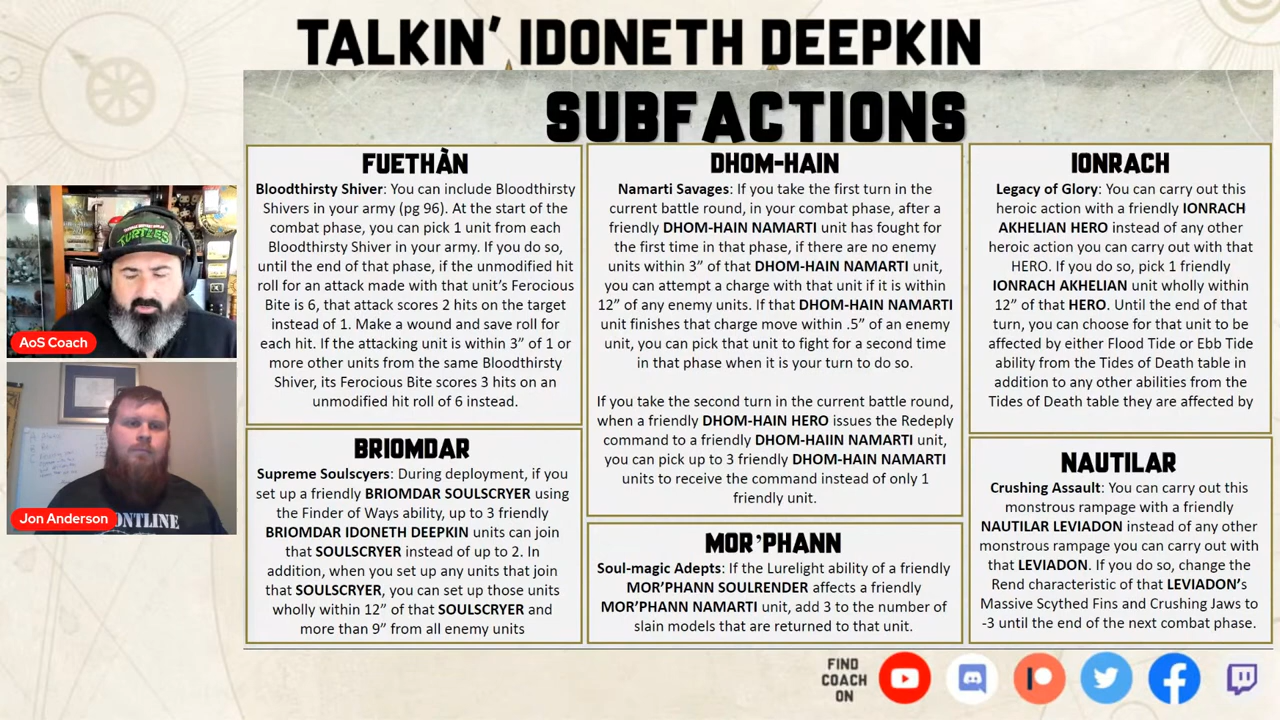 TALKIN' IDONETH DEEPKIN
SUBFACTIONS
FUETHÀN
Bloodthirsty Shiver: You can include Bloodthirsty
Shivers in your army (pg 96). At the start of the
combat phase, you can pick 1 unit from each
Bloodthirsty Shiver in your army. If you do so,
until the end of that phase, if the unmodified hit
roll for an attack made with that unit's Ferocious
Bite is 6, that attack scores 2 hits on the target
instead of 1. Make a wound and save roll for
each hit. If the attacking unit is within 3” of 1 or
more other units from the same Bloodthirsty
Shiver, its Ferocious Bite scores 3 hits on an
unmodified hit roll of 6 instead.
BRIOMDAR
Supreme Soulscyers: During deployment, if you
set up a friendly BRIOMDAR SOULSCRYER using
the Finder of Ways ability, up to 3 friendly
BRIOMDAR IDONETH DEEPKIN units can join
that SOULSCRYER instead of up to 2. In
addition, when you set up any units that join
that SOULSCRYER, you can set up those units
wholly within 12” of that SOULSCRYER and
more than 9” from all enemy units
DHOM-HAIN
Namarti Savages: If you take the first turn in the
current battle round, in your combat phase, after a
friendly DHOM-HAIN NAMARTI unit has fought for
the first time in that phase, if there are no enemy
units within 3” of that DHOM-HAIN NAMARTI unit,
you can attempt a charge with that unit if it is within
12” of any enemy units. If that DHOM-HAIN NAMARTI
unit finishes that charge move within .5” of an enemy
unit, you can pick that unit to fight for a second time
in that phase when it is your turn to do so.
If you take the second turn in the current battle round,
when a friendly DHOM-HAIN HERO issues the Redeply
command to a friendly DHOM-HAIIN NAMARTI unit,
you can pick up to 3 friendly DHOM-HAIN NAMARTI
units to receive the command instead of only 1
friendly unit.
MOR'PHANN
Soul-magic Adepts: If the Lurelight ability of a friendly
MOR'PHANN SOULRENDER affects a friendly
MOR'PHANN NAMARTI unit, add 3 to the number of
slain models that are returned to that unit.
IONRACH
Legacy of Glory: You can carry out this
heroic action with a friendly IONRACH
AKHELIAN HERO instead of any other
heroic action you can carry out with that
HERO. If you do so, pick 1 friendly
IONRACH AKHELIAN unit wholly within
12” of that HERO. Until the end of that
turn, you can choose for that unit to be
affected by either Flood Tide or Ebb Tide
ability from the Tides of Death table in
addition to any other abilities from the
Tides of Death table they are affected by
NAUTILAR
Crushing Assault: You can carry out this
monstrous rampage with a friendly
NAUTILAR LEVIADON instead of any other
monstrous rampage you can carry out with
that LEVIADON. If you do so, change the
Rend characteristic of that LEVIADON's
Massive Scythed Fins and Crushing Jaws to
-3 until the end of the next combat phase.
TURTLES
AoS Coach
Jon Anderson
ONTLINE
FIND
COACH
ON